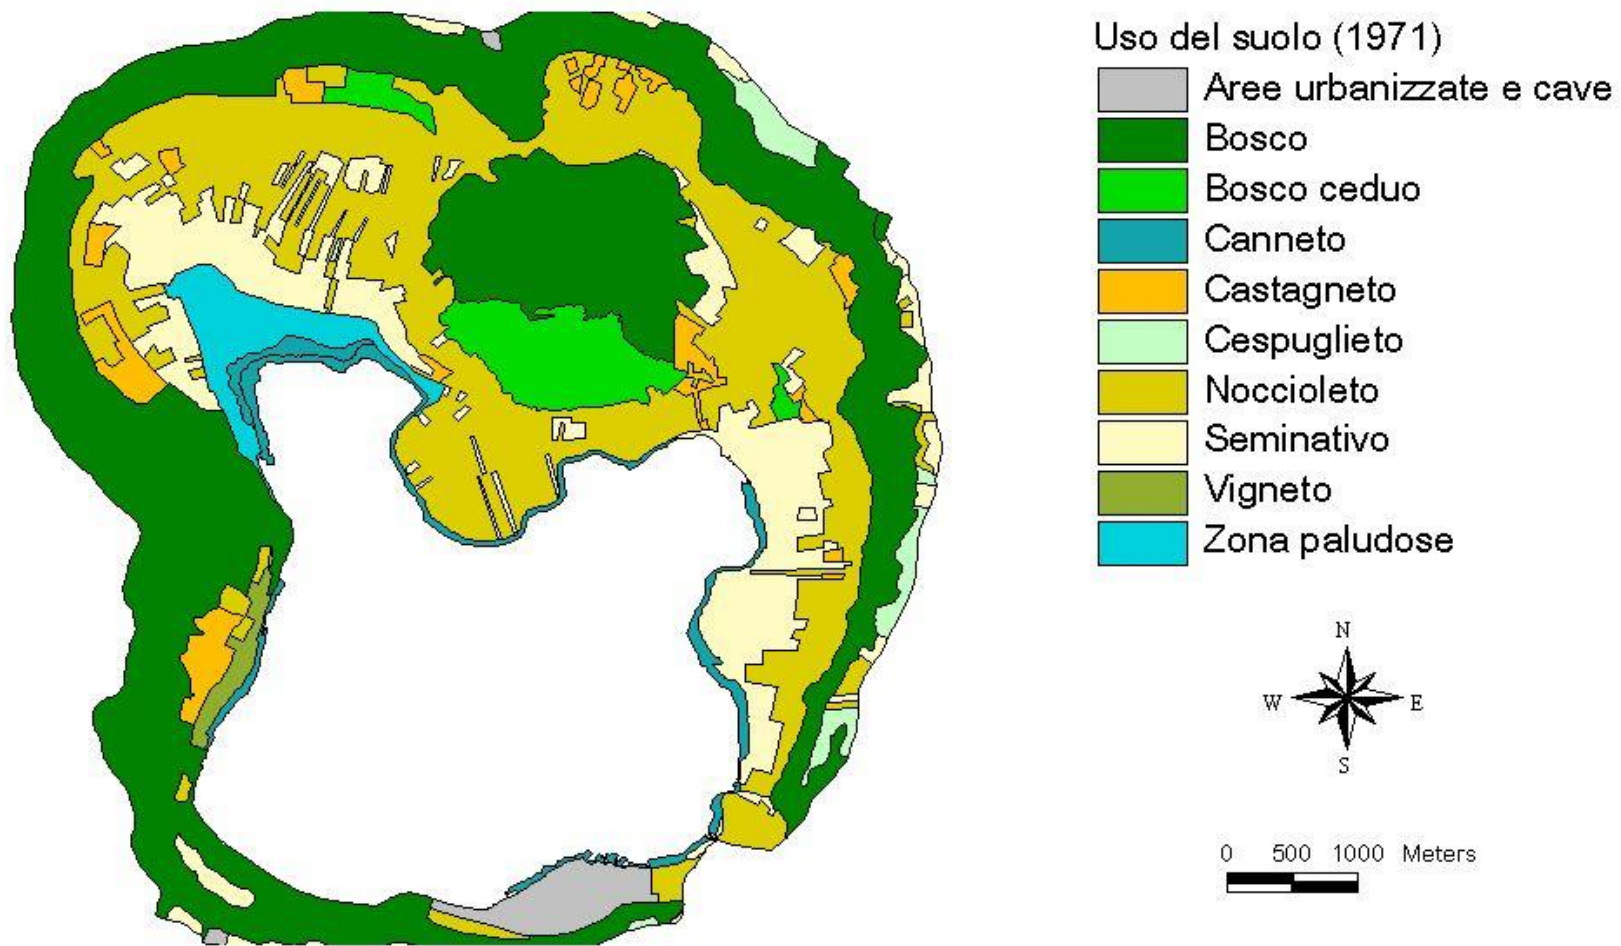 Uso del suolo (1971)
Aree urbanizzate e cave
Bosco
Bosco ceduo
Canneto
Castagneto
Cespuglieto
Noccioleto
Seminativo
Vigneto
Zona paludose
N
W E
S
0 500 1000 Meters